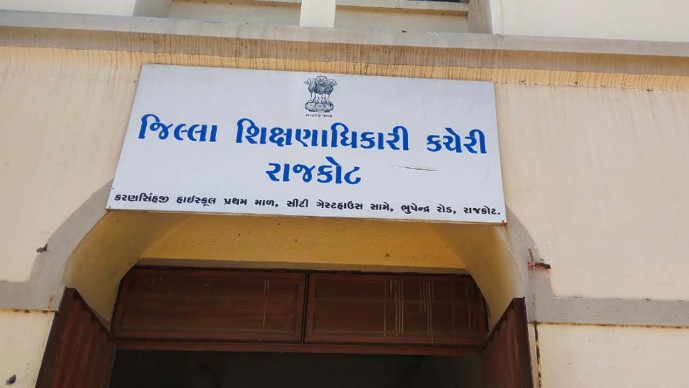 જિલ્લા શિક્ષણાધિકારી કચેરી
રાજકોટ
કરણસિંહજી હાઈસ્કૂલ પ્રથમ માળ, સીટી ગેસ્ટહાઉસ સામે, ભુપેન્દ્ર રોડ, રાજકોટ.